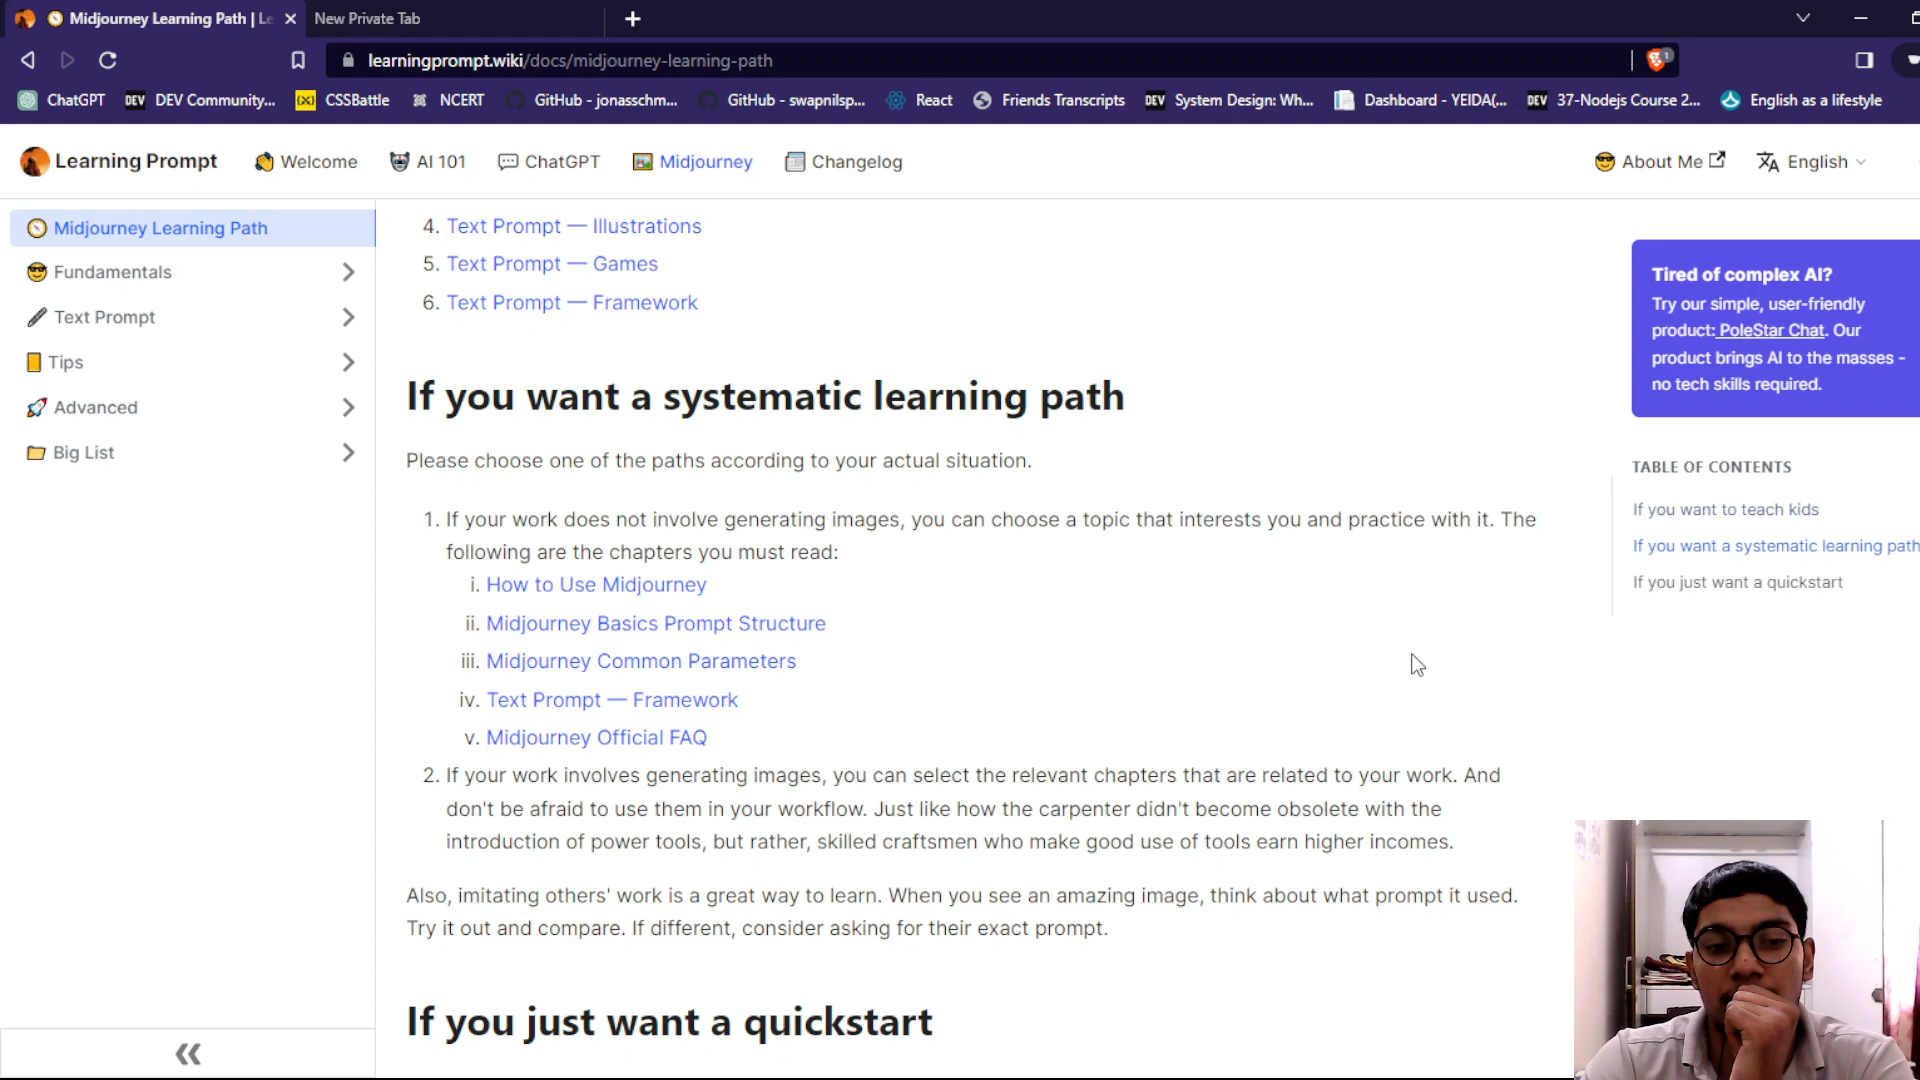 Midjourney Learning Path | Le
New Private Tab
learningprompt.wiki/docs/midjourney-learning-path
1
ChatGPT
DEV DEV Community...
CSSBattle
NCERT
GitHub - jonasschm...
GitHub - swapnilsp...
React
Friends Transcripts
DEV System Design: Wh...
Dashboard - YEIDA(...
DEV 37-Nodejs Course 2...
English as a lifestyle
Learning Prompt
Welcome
AI 101
ChatGPT
Midjourney
Changelog
About Me
English
Midjourney Learning Path
Fundamentals
Text Prompt
Tips
Advanced
Big List
4. Text Prompt — Illustrations
5. Text Prompt — Games
6. Text Prompt — Framework
If you want a systematic learning path
Please choose one of the paths according to your actual situation.
1. If your work does not involve generating images, you can choose a topic that interests you and practice with it. The
following are the chapters you must read:
i. How to Use Midjourney
ii. Midjourney Basics Prompt Structure
iii. Midjourney Common Parameters
iv. Text Prompt — Framework
v. Midjourney Official FAQ
2. If your work involves generating images, you can select the relevant chapters that are related to your work. And
don't be afraid to use them in your workflow. Just like how the carpenter didn't become obsolete with the
introduction of power tools, but rather, skilled craftsmen who make good use of tools earn higher incomes.
Also, imitating others' work is a great way to learn. When you see an amazing image, think about what prompt it used.
Try it out and compare. If different, consider asking for their exact prompt.
If you just want a quickstart
Tired of complex AI?
Try our simple, user-friendly
product: PoleStar Chat. Our
product brings AI to the masses -
no tech skills required.
TABLE OF CONTENTS
If you want to teach kids
If you want a systematic learning path
If you just want a quickstart